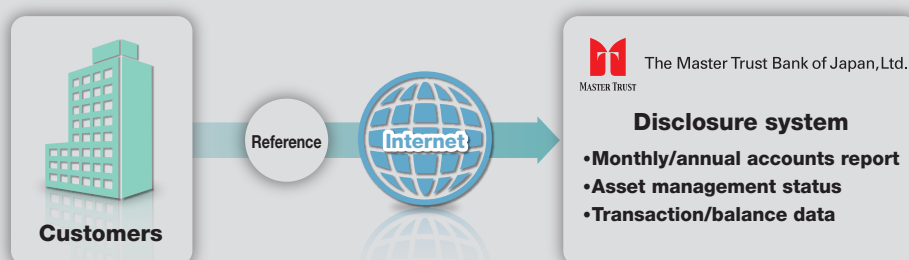 Customers
Reference
Internet
MASTER TRUST
The Master Trust Bank of Japan,Ltd.
Disclosure system
•Monthly/annual accounts report
•Asset management status
•Transaction/balance data